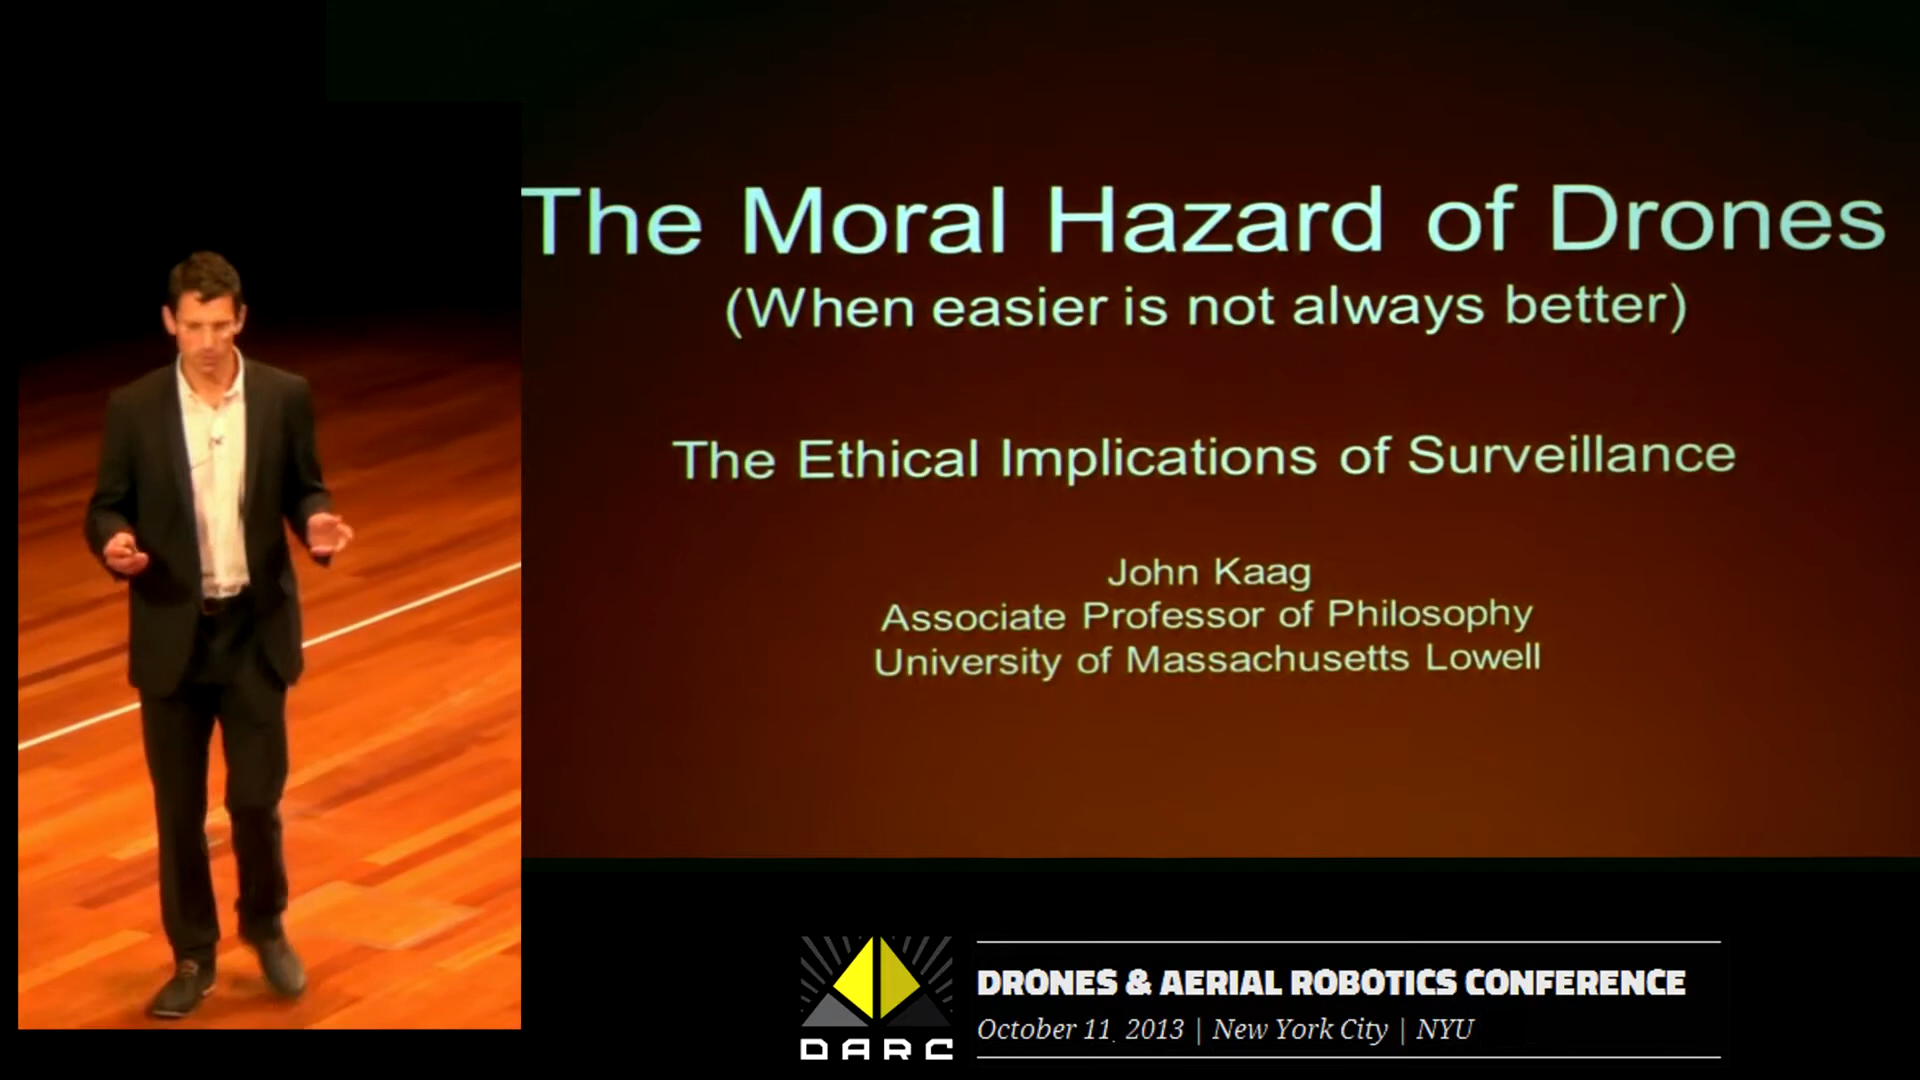 The Moral Hazard of Drones
(When easier is not always better)
The Ethical Implications of Surveillance
John Kaag
Associate Professor of Philosophy
University of Massachusetts Lowell
DARC
DRONES & AERIAL ROBOTICS CONFERENCE
October 11, 2013 | New York City | NYU